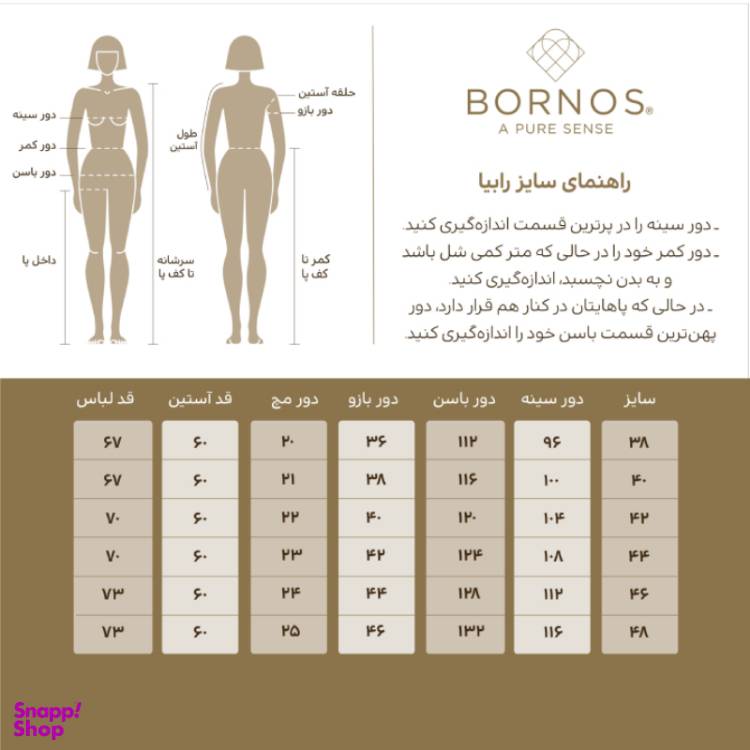 BORNOS®
A PURE SENSE
راهنمای سایز رابیا
ـ دور سینه را در پرترین قسمت اندازه‌گیری کنید.
ـ دور کمر خود را در حالی که متر کمی شل باشد
و به بدن نچسبد، اندازه‌گیری کنید.
ـ در حالی که پاهایتان در کنار هم قرار دارد، دور
پهن‌ترین قسمت باسن خود را اندازه‌گیری کنید.
حلقه آستین
دور بازو
طول
آستین
کمر تا
کف پا
دور سینه
دور کمر
دور باسن
داخل پا
سرشانه
تا کف پا
سایز دور سینه دور باسن دور بازو دور مچ قد آستین قد لباس
۳۸ ۹۶ ۱۱۲ ۳۶ ۲۰ ۶۰ ۶۷
۴۰ ۱۰۰ ۱۱۶ ۳۸ ۲۱ ۶۰ ۶۷
۴۲ ۱۰۴ ۱۲۰ ۴۰ ۲۲ ۶۰ ۷۰
۴۴ ۱۰۸ ۱۲۴ ۴۲ ۲۳ ۶۰ ۷۰
۴۶ ۱۱۲ ۱۲۸ ۴۴ ۲۴ ۶۰ ۷۳
۴۸ ۱۱۶ ۱۳۲ ۴۶ ۲۵ ۶۰ ۷۳
Snapp!
Shop